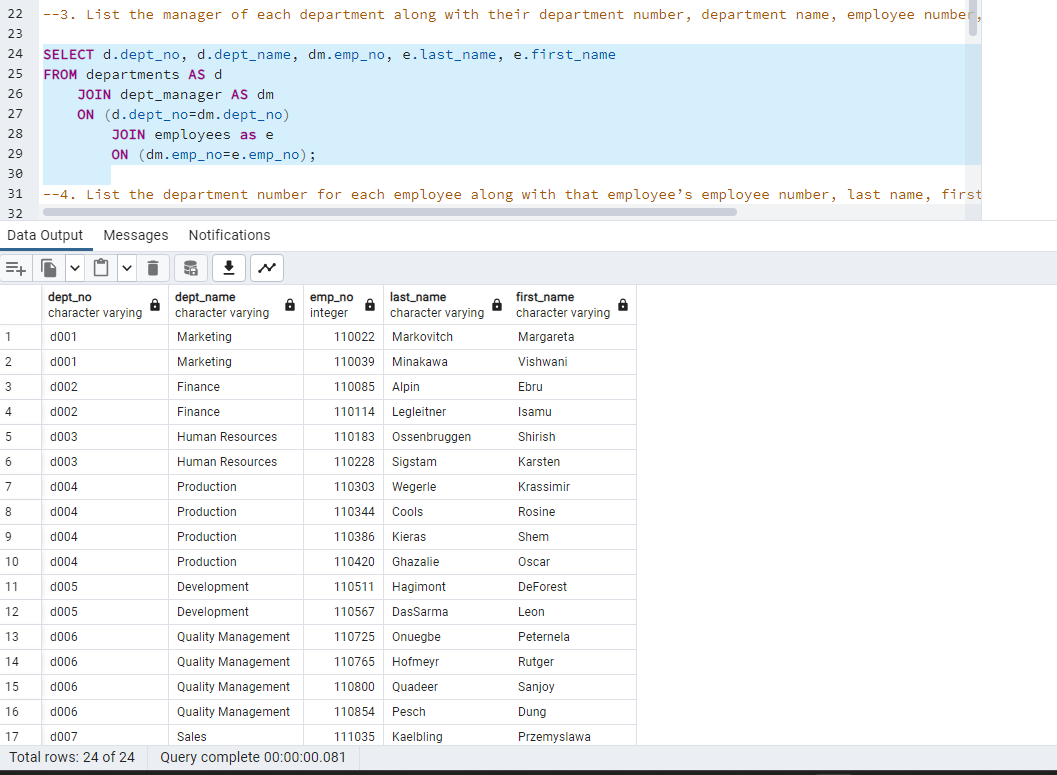 22 --3. List the manager of each department along with their department number, department name, employee number,
23
24 SELECT d.dept_no, d.dept_name, dm.emp_no, e.last_name, e.first_name
25 FROM departments AS d
26 JOIN dept_manager AS dm
27 ON (d.dept_no=dm.dept_no)
28 JOIN employees as e
29 ON (dm.emp_no=e.emp_no);
30
31 --4. List the department number for each employee along with that employee’s employee number, last name, first
32
Data Output Messages Notifications
dept_no dept_name emp_no last_name first_name
character varying character varying integer character varying character varying
1 d001 Marketing 110022 Markovitch Margareta
2 d001 Marketing 110039 Minakawa Vishwani
3 d002 Finance 110085 Alpin Ebru
4 d002 Finance 110114 Legleitner Isamu
5 d003 Human Resources 110183 Ossenbruggen Shirish
6 d003 Human Resources 110228 Sigstam Karsten
7 d004 Production 110303 Wegerle Krassimir
8 d004 Production 110344 Cools Rosine
9 d004 Production 110386 Kieras Shem
10 d004 Production 110420 Ghazalie Oscar
11 d005 Development 110511 Hagimont DeForest
12 d005 Development 110567 DasSarma Leon
13 d006 Quality Management 110725 Onuegbe Peternela
14 d006 Quality Management 110765 Hofmeyr Rutger
15 d006 Quality Management 110800 Quadeer Sanjoy
16 d006 Quality Management 110854 Pesch Dung
17 d007 Sales 111035 Kaelbling Przemyslawa
Total rows: 24 of 24 Query complete 00:00:00.081